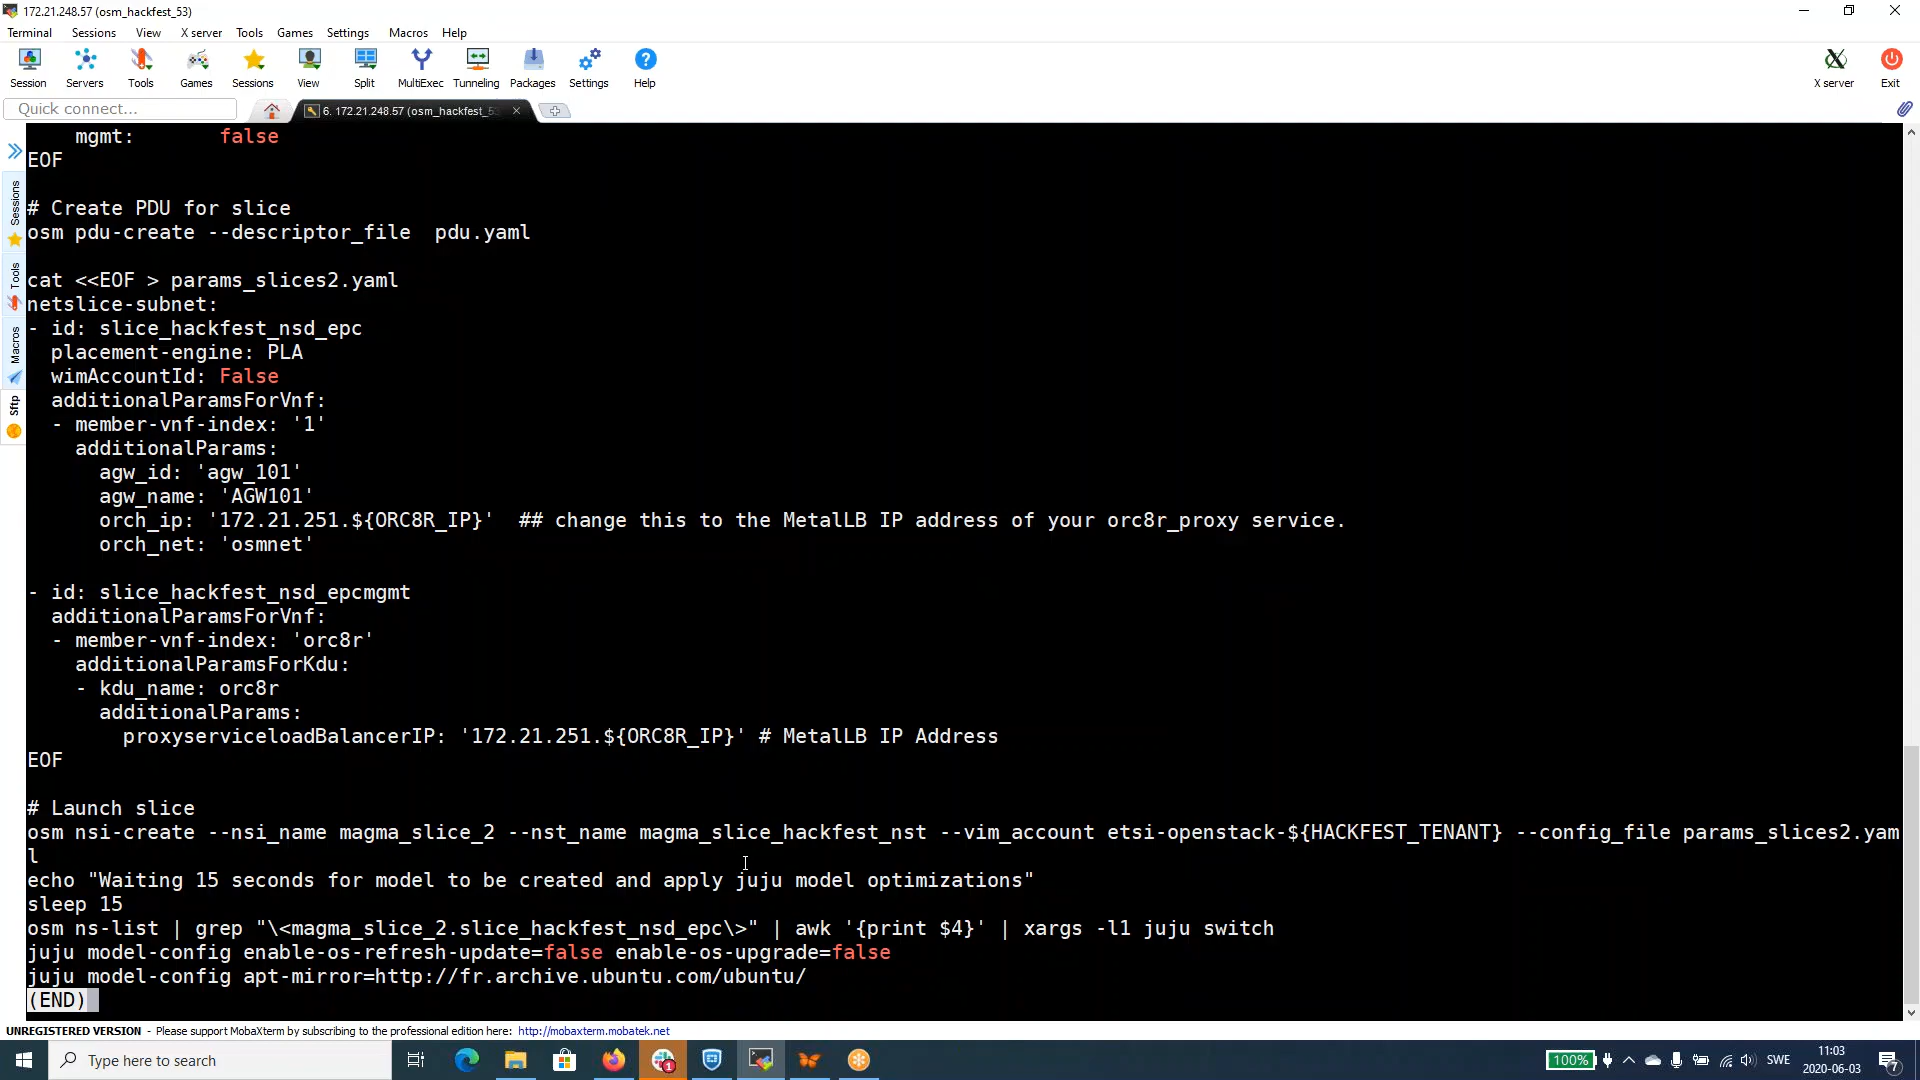 172.21.248.57 (osm_hackfest_53)
Terminal Sessions View X server Tools Games Settings Macros Help
Session Servers Tools Games Sessions View Split MultiExec Tunneling Packages Settings Help X server Exit
Quick connect...
6. 172.21.248.57 (osm_hackfest_5
Sessions
Tools
Macros
Sftp
    mgmt:       false
EOF

# Create PDU for slice
osm pdu-create --descriptor_file  pdu.yaml

cat <<EOF > params_slices2.yaml
netslice-subnet:
- id: slice_hackfest_nsd_epc
  placement-engine: PLA
  wimAccountId: False
  additionalParamsForVnf:
  - member-vnf-index: '1'
    additionalParams:
      agw_id: 'agw_101'
      agw_name: 'AGW101'
      orch_ip: '172.21.251.${ORC8R_IP}'  ## change this to the MetalLB IP address of your orc8r_proxy service.
      orch_net: 'osmnet'

- id: slice_hackfest_nsd_epcmgmt
  additionalParamsForVnf:
  - member-vnf-index: 'orc8r'
    additionalParamsForKdu:
    - kdu_name: orc8r
      additionalParams:
        proxyserviceloadBalancerIP: '172.21.251.${ORC8R_IP}' # MetalLB IP Address
EOF

# Launch slice
osm nsi-create --nsi_name magma_slice_2 --nst_name magma_slice_hackfest_nst --vim_account etsi-openstack-${HACKFEST_TENANT} --config_file params_slices2.yam
l
echo "Waiting 15 seconds for model to be created and apply juju model optimizations"
sleep 15
osm ns-list | grep "\<magma_slice_2.slice_hackfest_nsd_epc\>" | awk '{print $4}' | xargs -l1 juju switch
juju model-config enable-os-refresh-update=false enable-os-upgrade=false
juju model-config apt-mirror=http://fr.archive.ubuntu.com/ubuntu/
(END)
UNREGISTERED VERSION - Please support MobaXterm by subscribing to the professional edition here: http://mobaxterm.mobatek.net
Type here to search
1
100%
SWE
11:03
2020-06-03
7